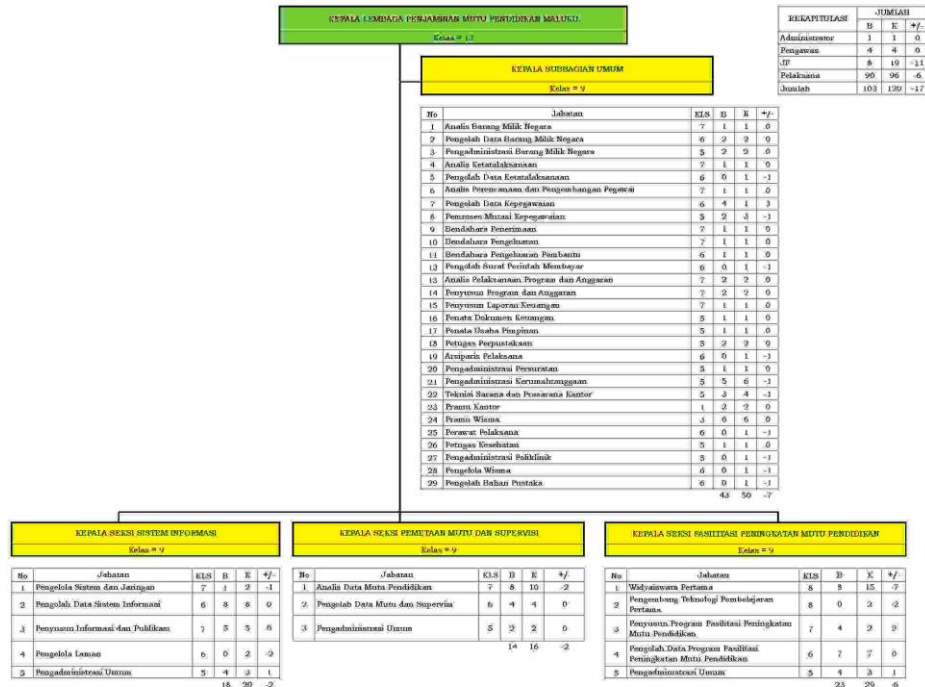 KEPALA LEMBAGA PENJAMINAN MUTU PENDIDIKAN MALUKU
Kelas = 12
REKAPITULASI JUMLAH
B K +/-
Administrator 1 1 0
Pengawas 4 4 0
JF 8 19 -11
Pelaksana 90 96 -6
Jumlah 103 120 -17
KEPALA SUBBAGIAN UMUM
Kelas = 9
No Jabatan KLS B K +/-
1 Analis Barang Milik Negara 7 1 1 0
2 Pengolah Data Barang Milik Negara 6 2 2 0
3 Pengadministrasi Barang Milik Negara 5 2 2 0
4 Analis Ketatalaksanaan 7 1 1 0
5 Pengolah Data Ketatalaksanaan 6 0 1 -1
6 Analis Perencanaan dan Pengembangan Pegawai 7 1 1 0
7 Pengolah Data Kepegawaian 6 4 1 3
8 Pemroses Mutasi Kepegawaian 5 2 3 -1
9 Bendahara Penerimaan 7 1 1 0
10 Bendahara Pengeluaran 7 1 1 0
11 Bendahara Pengeluaran Pembantu 6 1 1 0
12 Pengolah Surat Perintah Membayar 6 0 1 -1
13 Analis Pelaksanaan Program dan Anggaran 7 2 2 0
14 Penyusun Program dan Anggaran 7 2 2 0
15 Penyusun Laporan Keuangan 7 1 1 0
16 Penata Dokumen Keuangan 5 1 1 0
17 Penata Usaha Pimpinan 5 1 1 0
18 Petugas Perpustakaan 5 2 2 0
19 Arsiparis Pelaksana 6 0 1 -1
20 Pengadministrasi Persuratan 5 1 1 0
21 Pengadministrasi Kerumahtanggaan 5 5 6 -1
22 Teknisi Sarana dan Prasarana Kantor 5 3 4 -1
23 Pramu Kantor 1 2 2 0
24 Pramu Wisma 3 6 6 0
25 Perawat Pelaksana 6 0 1 -1
26 Petugas Kesehatan 5 1 1 0
27 Pengadministrasi Poliklinik 5 0 1 -1
28 Pengelola Wisma 6 0 1 -1
29 Pengolah Bahan Pustaka 6 0 1 -1
43 50 -7
KEPALA SEKSI SISTEM INFORMASI
Kelas = 9
No Jabatan KLS B K +/-
1 Pengelola Sistem dan Jaringan 7 1 2 -1
2 Pengolah Data Sistem Informasi 6 8 8 0
3 Penyusun Informasi dan Publikasi 7 5 5 0
4 Pengelola Laman 6 0 2 -2
5 Pengadministrasi Umum 5 4 3 1
18 20 -2
KEPALA SEKSI PEMETAAN MUTU DAN SUPERVISI
Kelas = 9
No Jabatan KLS B K +/-
1 Analis Data Mutu Pendidikan 7 8 10 -2
2 Pengolah Data Mutu dan Supervisi 6 4 4 0
3 Pengadministrasi Umum 5 2 2 0
14 16 -2
KEPALA SEKSI FASILITASI PENINGKATAN MUTU PENDIDIKAN
Kelas = 9
No Jabatan KLS B K +/-
1 Widyaiswara Pertama 8 8 15 -7
2 Pengembang Teknologi Pembelajaran
Pertama 8 0 2 -2
3 Penyusun Program Fasilitasi Peningkatan
Mutu Pendidikan 7 4 2 2
4 Pengolah Data Program Fasilitasi
Peningkatan Mutu Pendidikan 6 7 7 0
5 Pengadministrasi Umum 5 4 3 1
23 29 -6